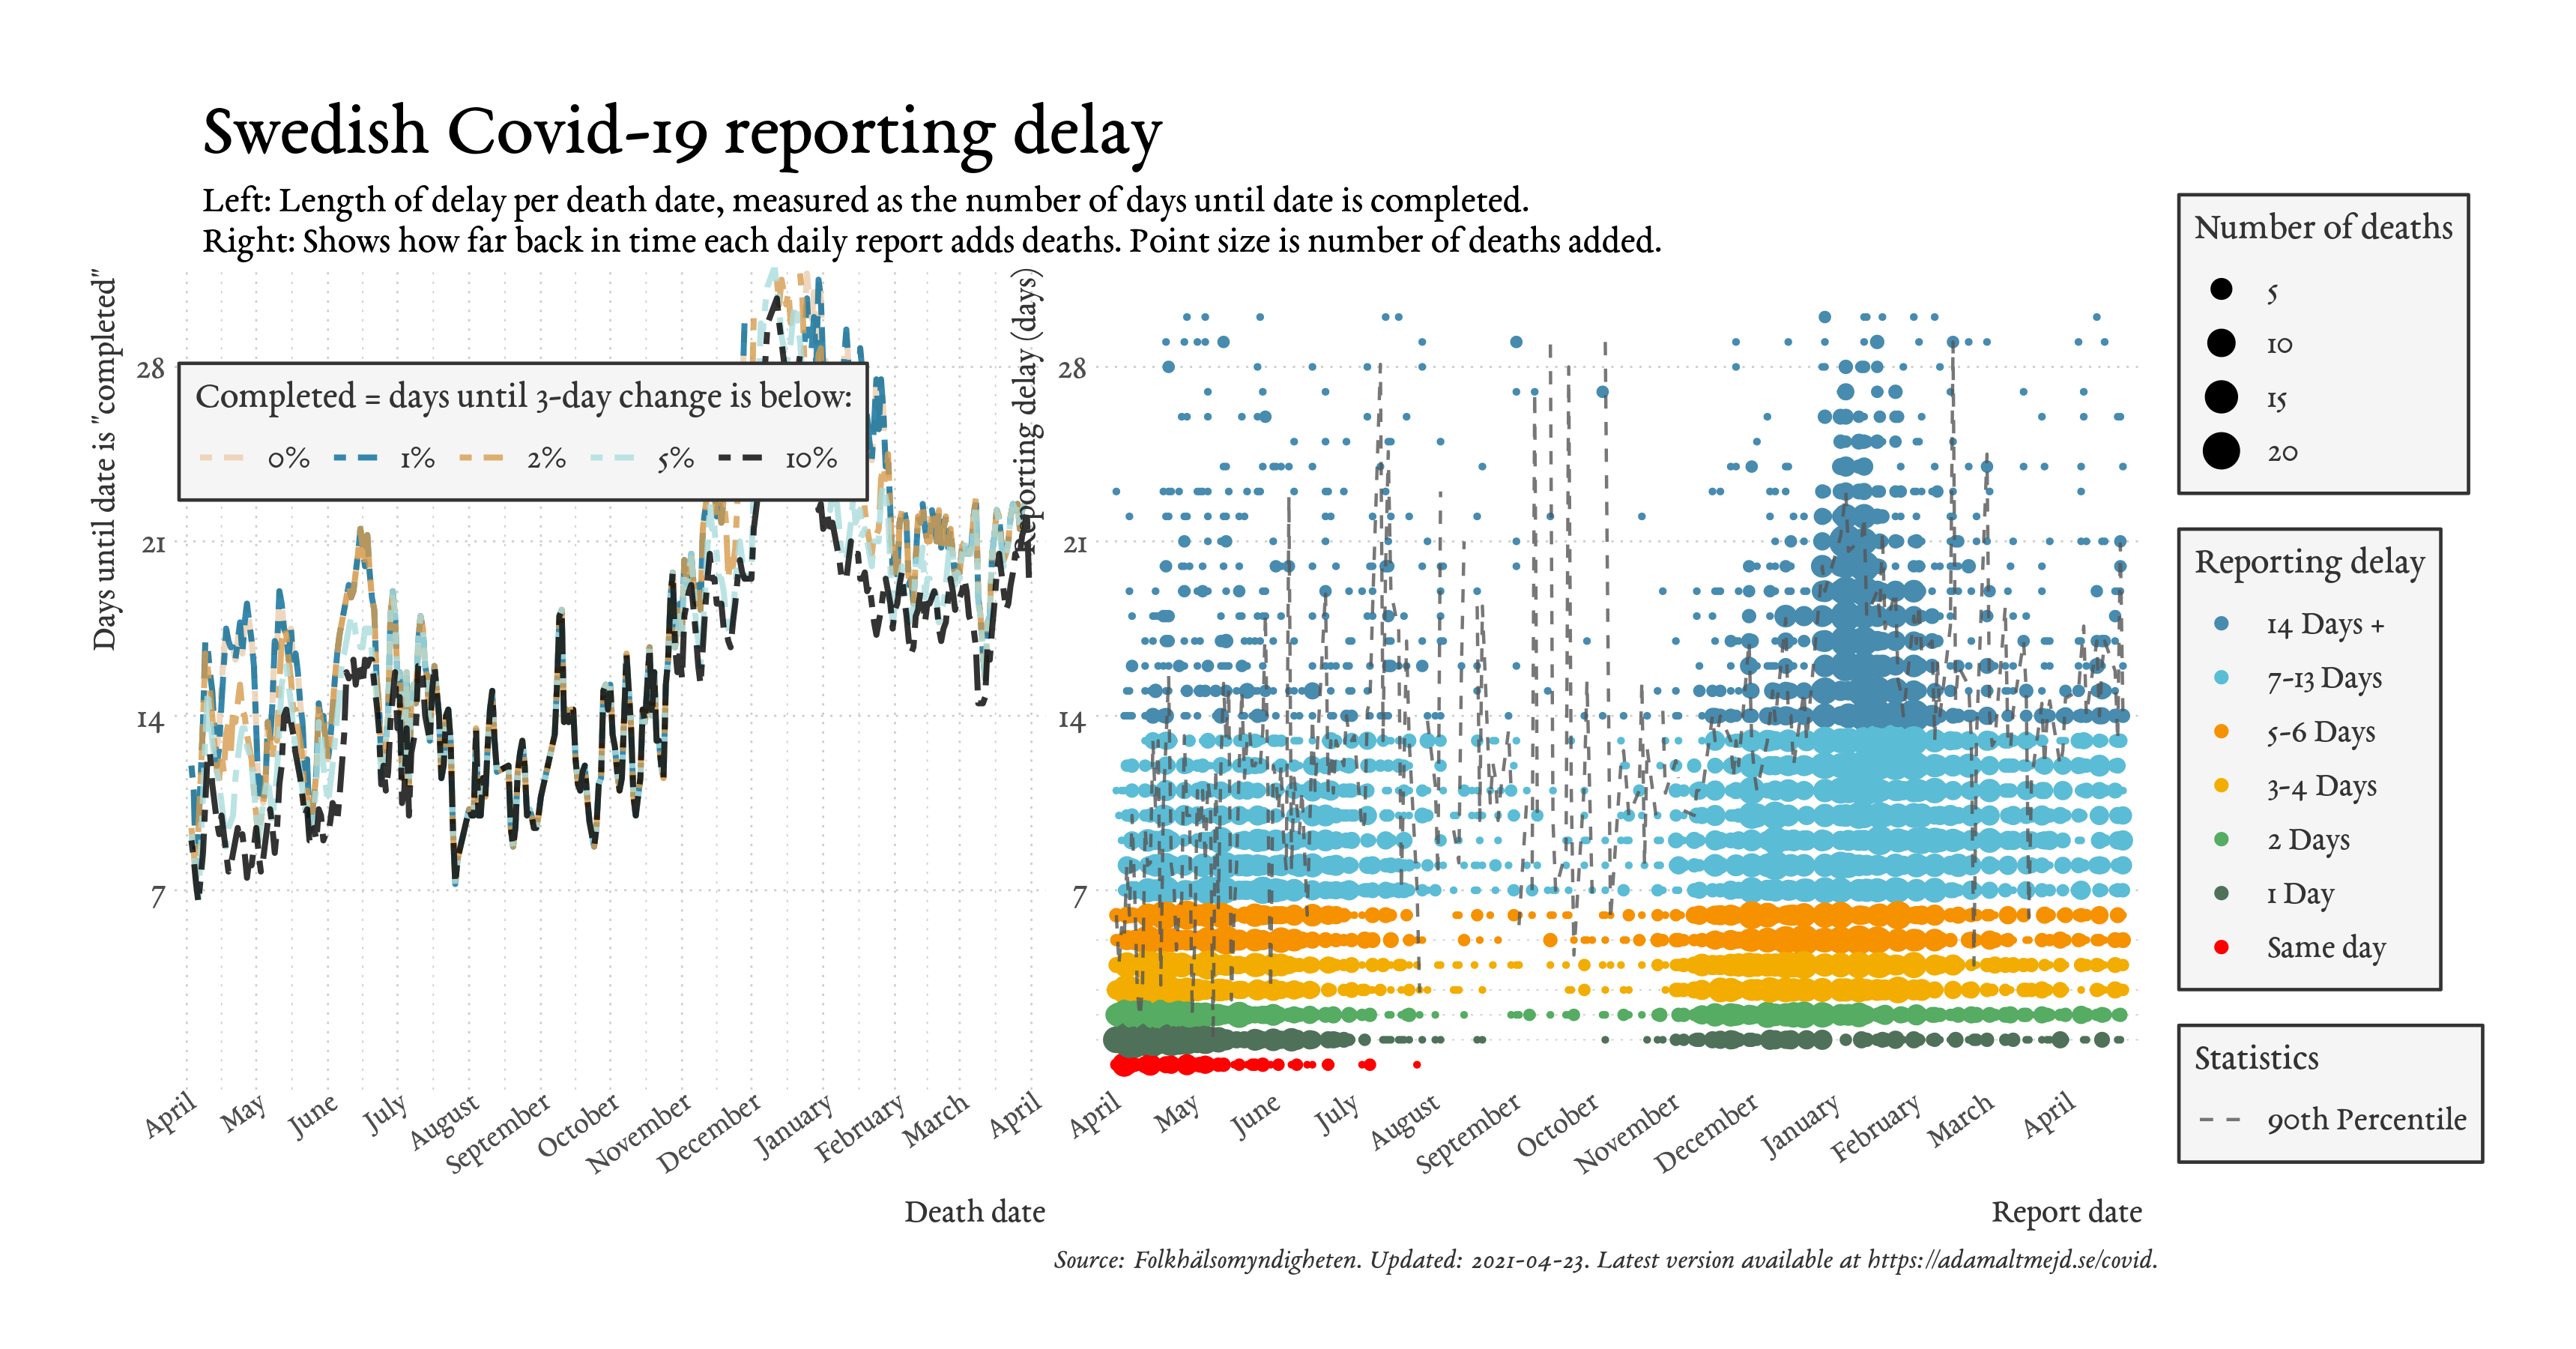 Swedish Covid-19 reporting delay
Left: Length of delay per death date, measured as the number of days until date is completed.
Right: Shows how far back in time each daily report adds deaths. Point size is number of deaths added.
Days until date is "completed"
28
21
14
7
Completed = days until 3-day change is below:
0% 1% 2% 5% 10%
April May June July August September October November December January February March April
Death date
Reporting delay (days)
28
21
14
7
April May June July August September October November December January February March April
Report date
Number of deaths
5
10
15
20
Reporting delay
14 Days +
7-13 Days
5-6 Days
3-4 Days
2 Days
1 Day
Same day
Statistics
90th Percentile
Source: Folkhälsomyndigheten. Updated: 2021-04-23. Latest version available at https://adamaltmejd.se/covid.